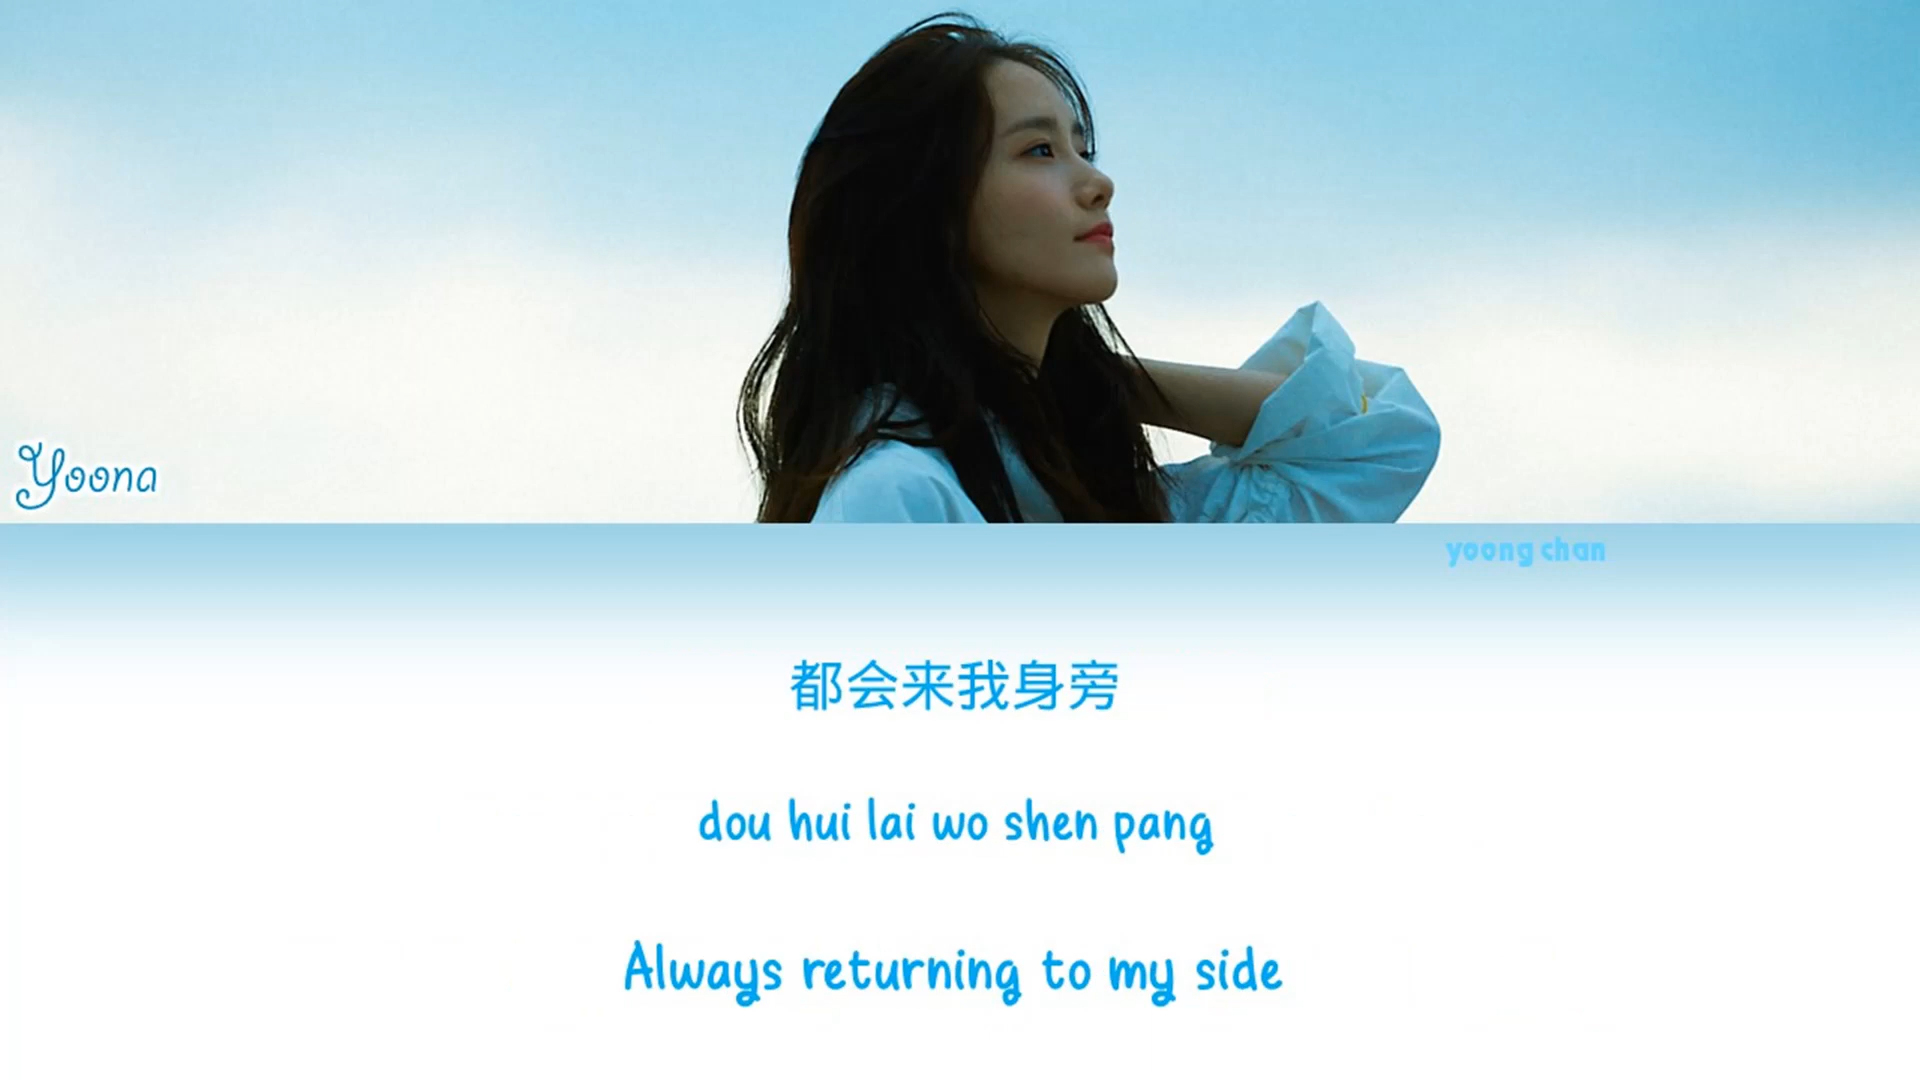 Yoona
yoong chan
都会来我身旁
dou hui lai wo shen pang
Always returning to my side